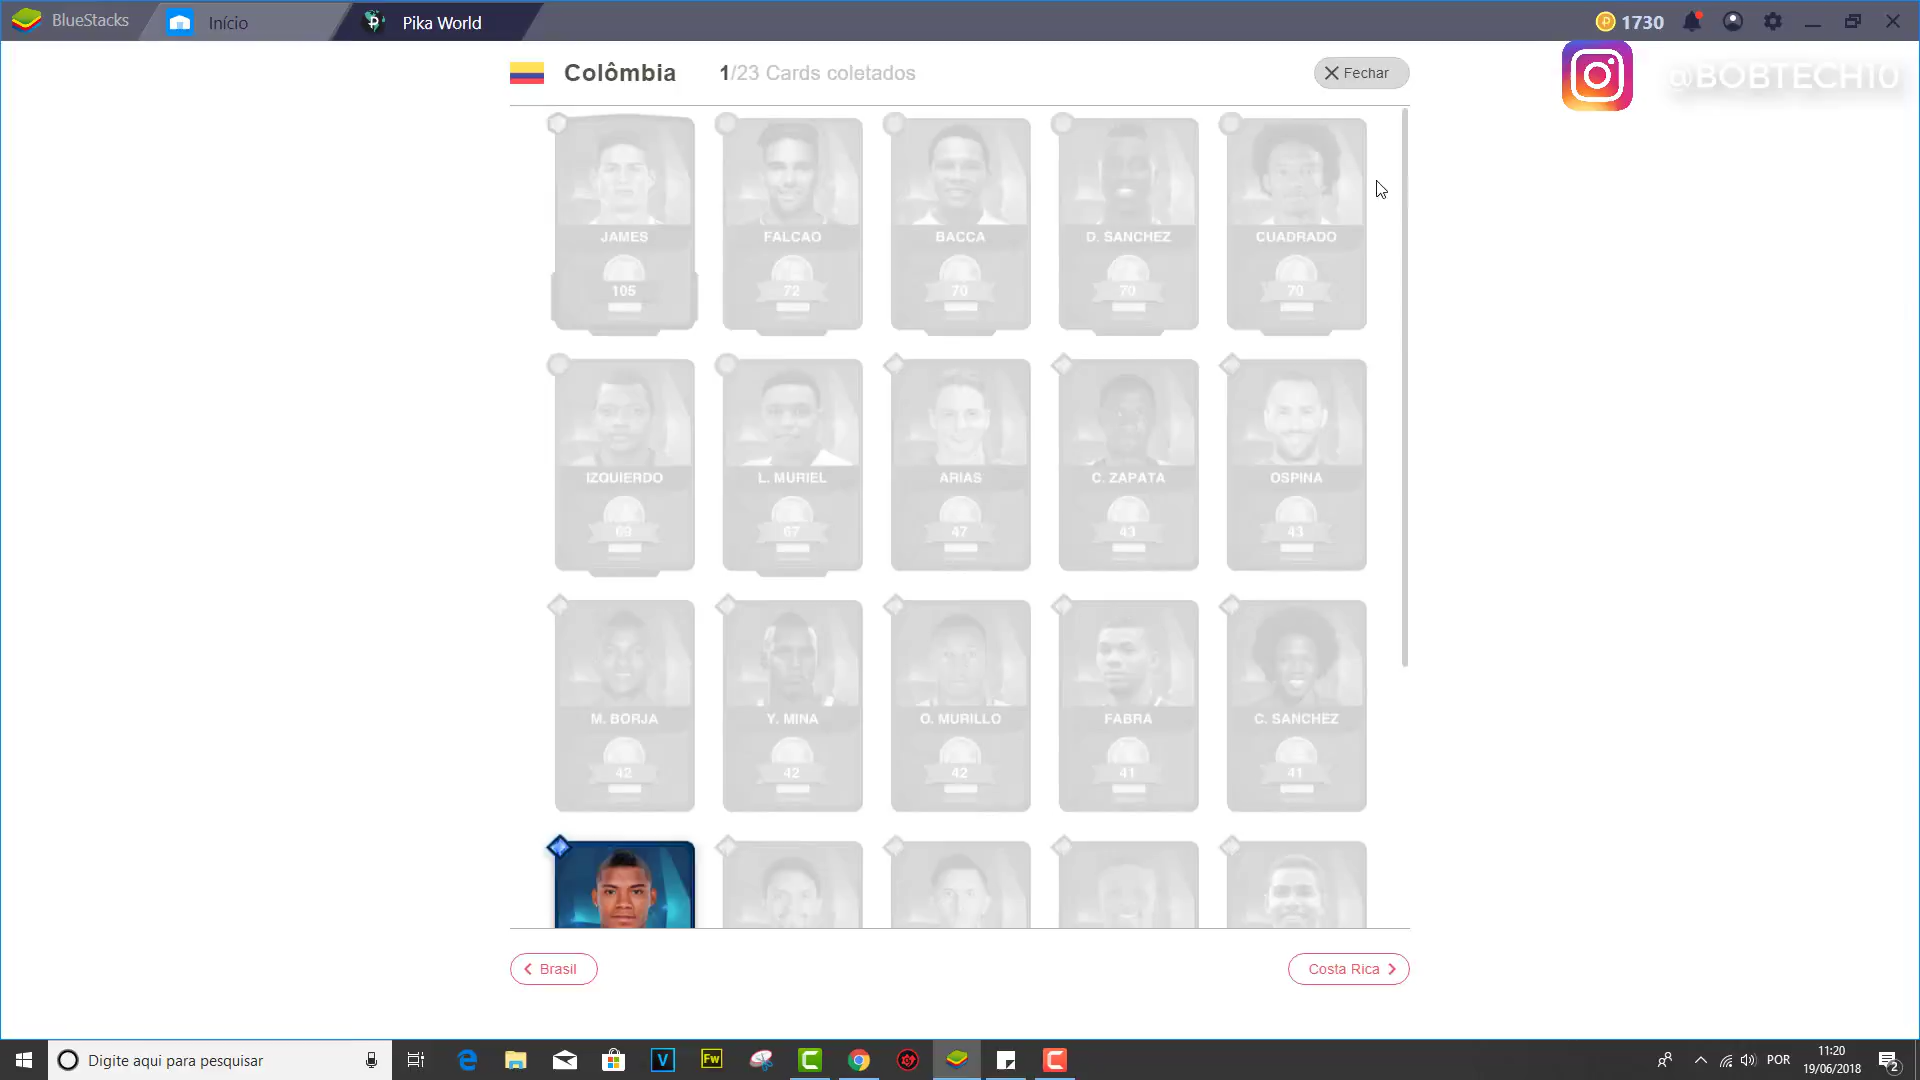 BlueStacks
Início
Pika World
1730
Colômbia
1/23 Cards coletados
Fechar
@BOBTECH10
JAMES
FALCAO
BACCA
D. SANCHEZ
CUADRADO
105
72
70
70
70
IZQUIERDO
L. MURIEL
ARIAS
C. ZAPATA
OSPINA
69
67
47
43
43
M. BORJA
Y. MINA
O. MURILLO
FABRA
C. SANCHEZ
42
42
42
41
41
Brasil
Costa Rica
Digite aqui para pesquisar
V
Fw
POR
11:20
19/06/2018
2